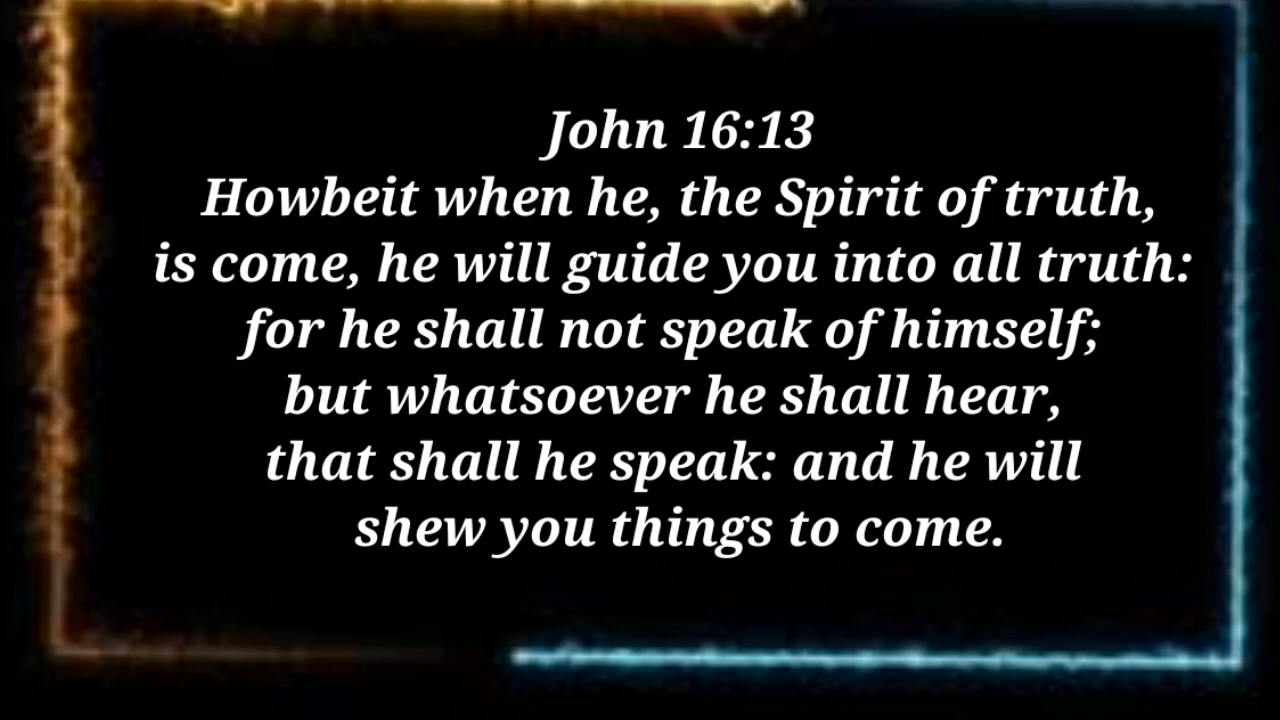 John 16:13
Howbeit when he, the Spirit of truth,
is come, he will guide you into all truth:
for he shall not speak of himself;
but whatsoever he shall hear,
that shall he speak: and he will
shew you things to come.